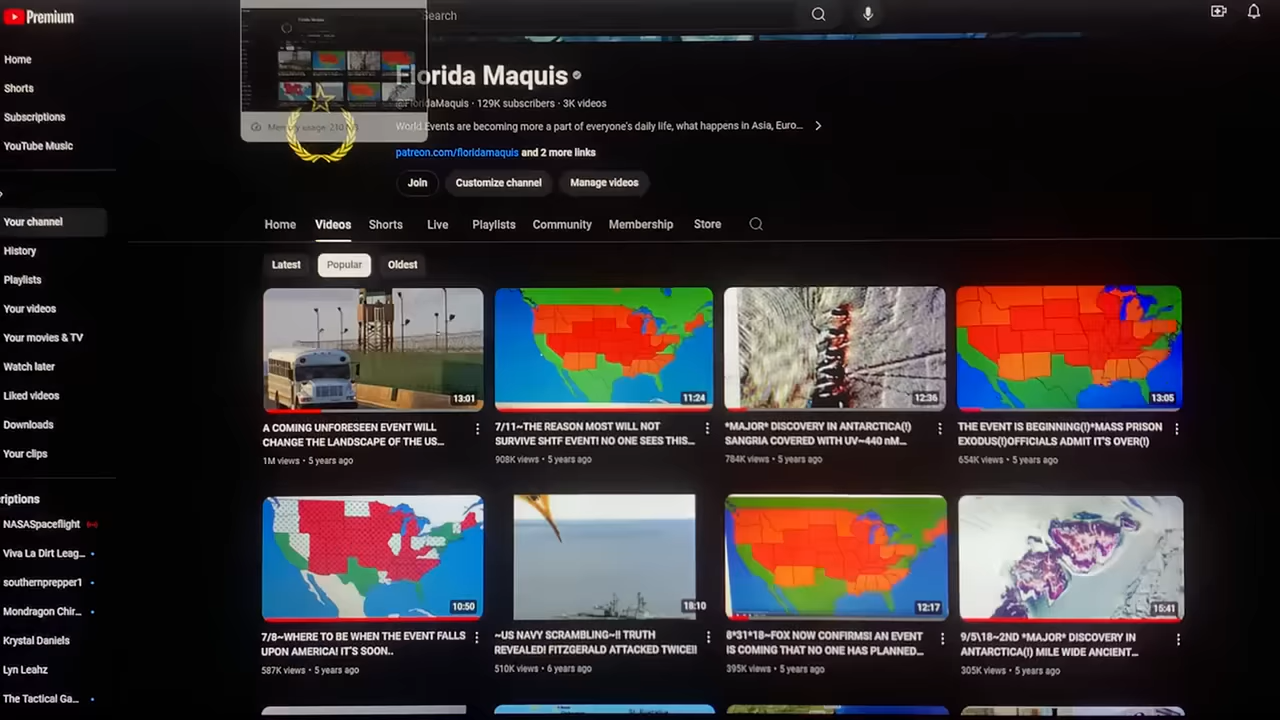 Premium
Search
Home
Shorts
Subscriptions
YouTube Music
Your channel
History
Playlists
Your videos
Your movies & TV
Watch later
Liked videos
Downloads
Your clips
riptions
NASASpaceflight
Viva La Dirt Leag...
southernprepper1
Mondragon Chir...
Krystal Daniels
Lyn Leahz
The Tactical Ga...
Memory usage: 210 M
Florida Maquis
@FloridaMaquis · 129K subscribers · 3K videos
World Events are becoming more a part of everyone's daily life, what happens in Asia, Euro...
patreon.com/floridamaquis and 2 more links
Join Customize channel Manage videos
Home Videos Shorts Live Playlists Community Membership Store
Latest Popular Oldest
13:01
A COMING UNFORESEEN EVENT WILL
CHANGE THE LANDSCAPE OF THE US...
1M views · 5 years ago
11:24
7/11~THE REASON MOST WILL NOT
SURVIVE SHTF EVENT! NO ONE SEES THIS...
908K views · 5 years ago
12:36
*MAJOR* DISCOVERY IN ANTARCTICA(!)
SANGRIA COVERED WITH UV~440 nM...
784K views · 5 years ago
13:05
THE EVENT IS BEGINNING(!)*MASS PRISON
EXODUS(!)OFFICIALS ADMIT IT'S OVER(!)
654K views · 5 years ago
10:50
7/8~WHERE TO BE WHEN THE EVENT FALLS
UPON AMERICA! IT'S SOON..
587K views · 5 years ago
18:10
~US NAVY SCRAMBLING~!! TRUTH
REVEALED! FITZGERALD ATTACKED TWICE!!
510K views · 6 years ago
12:17
8*31*18~FOX NOW CONFIRMS! AN EVENT
IS COMING THAT NO ONE HAS PLANNED...
395K views · 5 years ago
15:41
9/5\18~2ND *MAJOR* DISCOVERY IN
ANTARCTICA(!) MILE WIDE ANCIENT...
305K views · 5 years ago